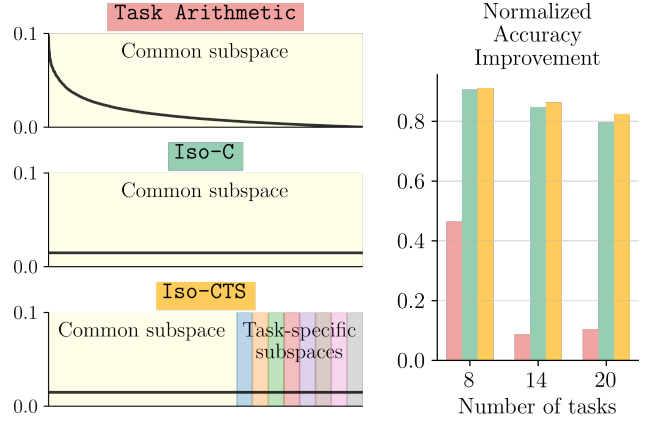 Task Arithmetic
0.1
Common subspace
0.0
Iso-C
0.1
Common subspace
0.0
Iso-CTS
0.1
Common subspace
Task-specific
subspaces
0.0
Normalized
Accuracy
Improvement
0.8
0.6
0.4
0.2
0.0
8 14 20
Number of tasks